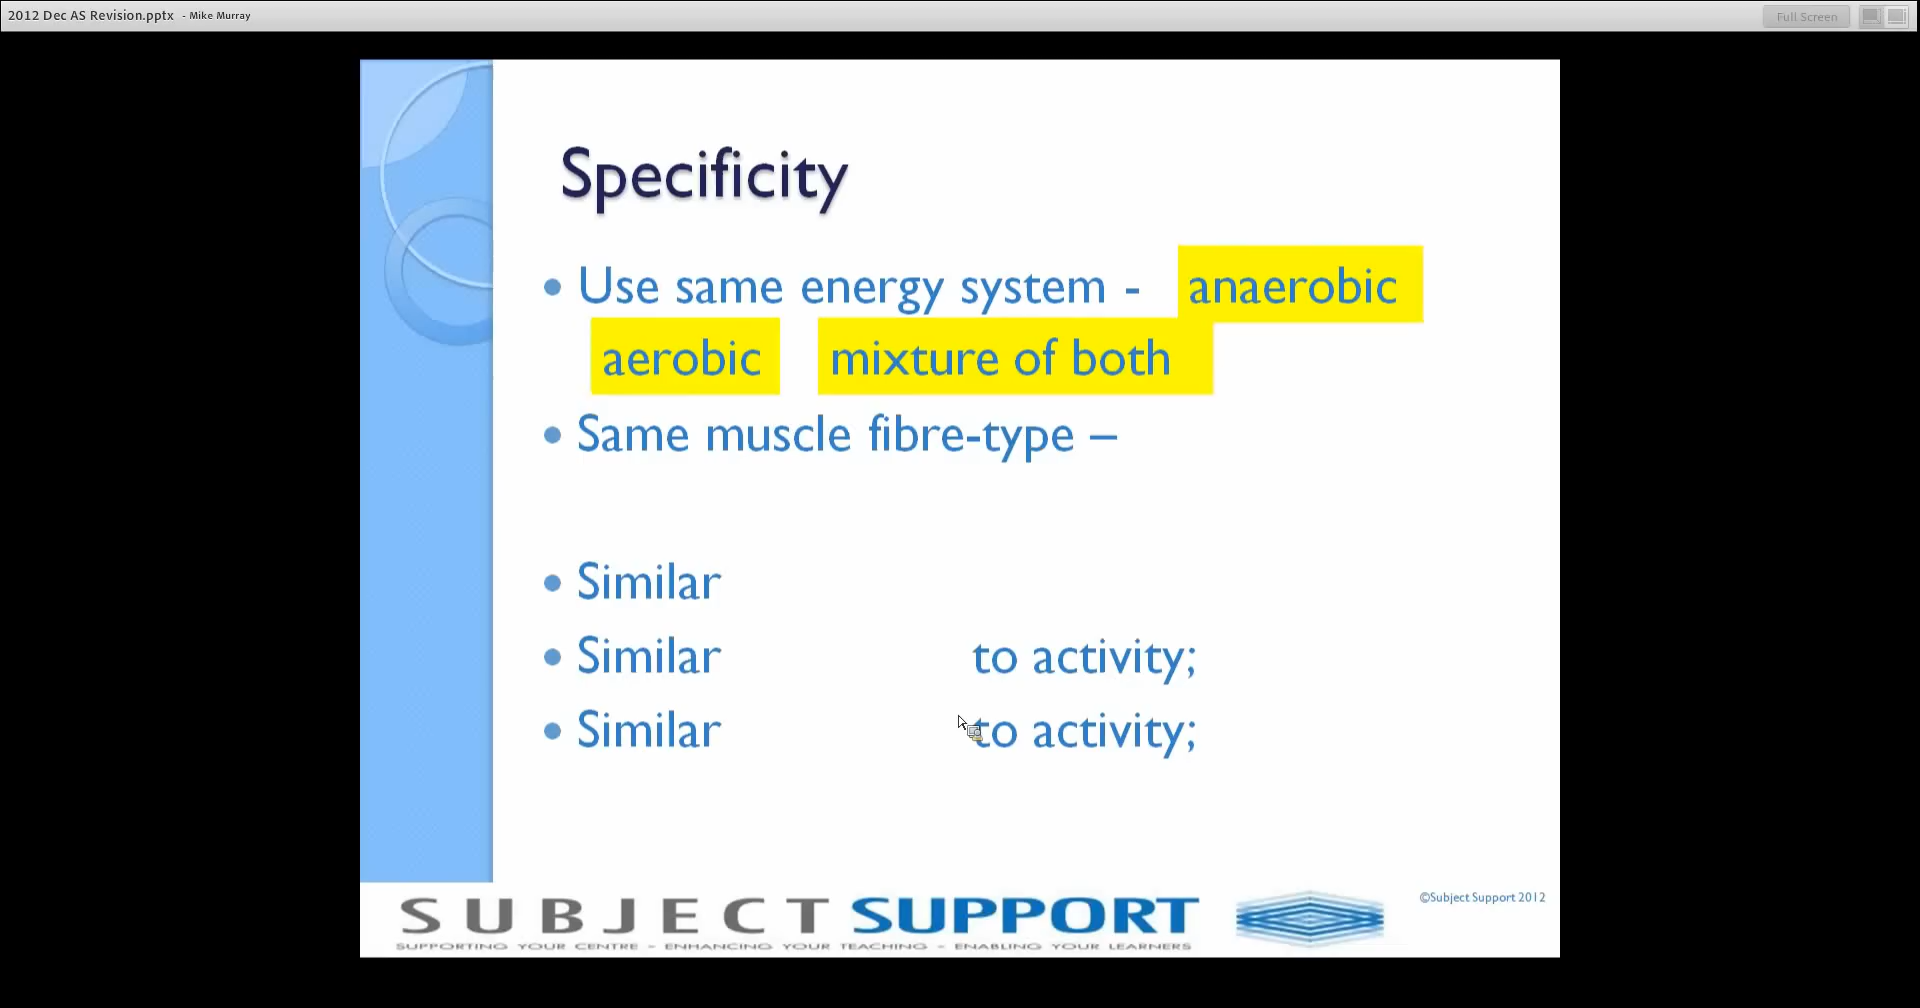 2012 Dec AS Revision.pptx - Mike Murray
Full Screen
Specificity
• Use same energy system - anaerobic
aerobic mixture of both
• Same muscle fibre-type –
• Similar
• Similar to activity;
• Similar to activity;
SUBJECT SUPPORT
SUPPORTING YOUR CENTRE – ENHANCING YOUR TEACHING – ENABLING YOUR LEARNERS
©Subject Support 2012